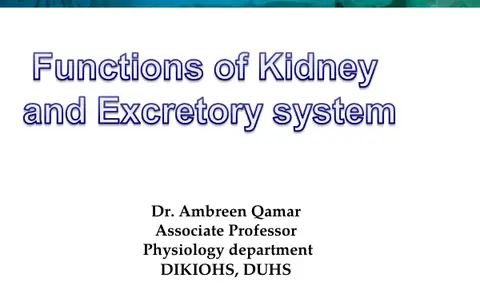 Functions of Kidney
and Excretory system
Dr. Ambreen Qamar
Associate Professor
Physiology department
DIKIOHS, DUHS